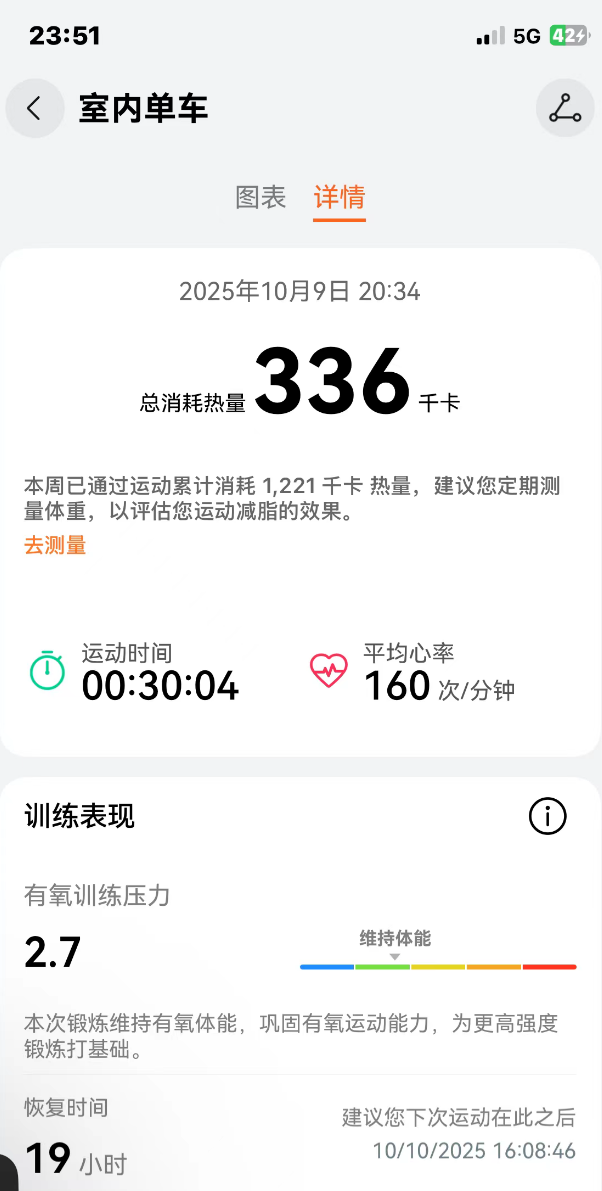 23:51
5G 42
室内单车
图表 详情
2025年10月9日 20:34
总消耗热量 336 千卡
本周已通过运动累计消耗 1,221 千卡 热量，建议您定期测
量体重，以评估您运动减脂的效果。
去测量
运动时间
00:30:04
平均心率
160 次/分钟
训练表现
有氧训练压力
2.7
维持体能
本次锻炼维持有氧体能，巩固有氧运动能力，为更高强度
锻炼打基础。
恢复时间
19 小时
建议您下次运动在此之后
10/10/2025 16:08:46